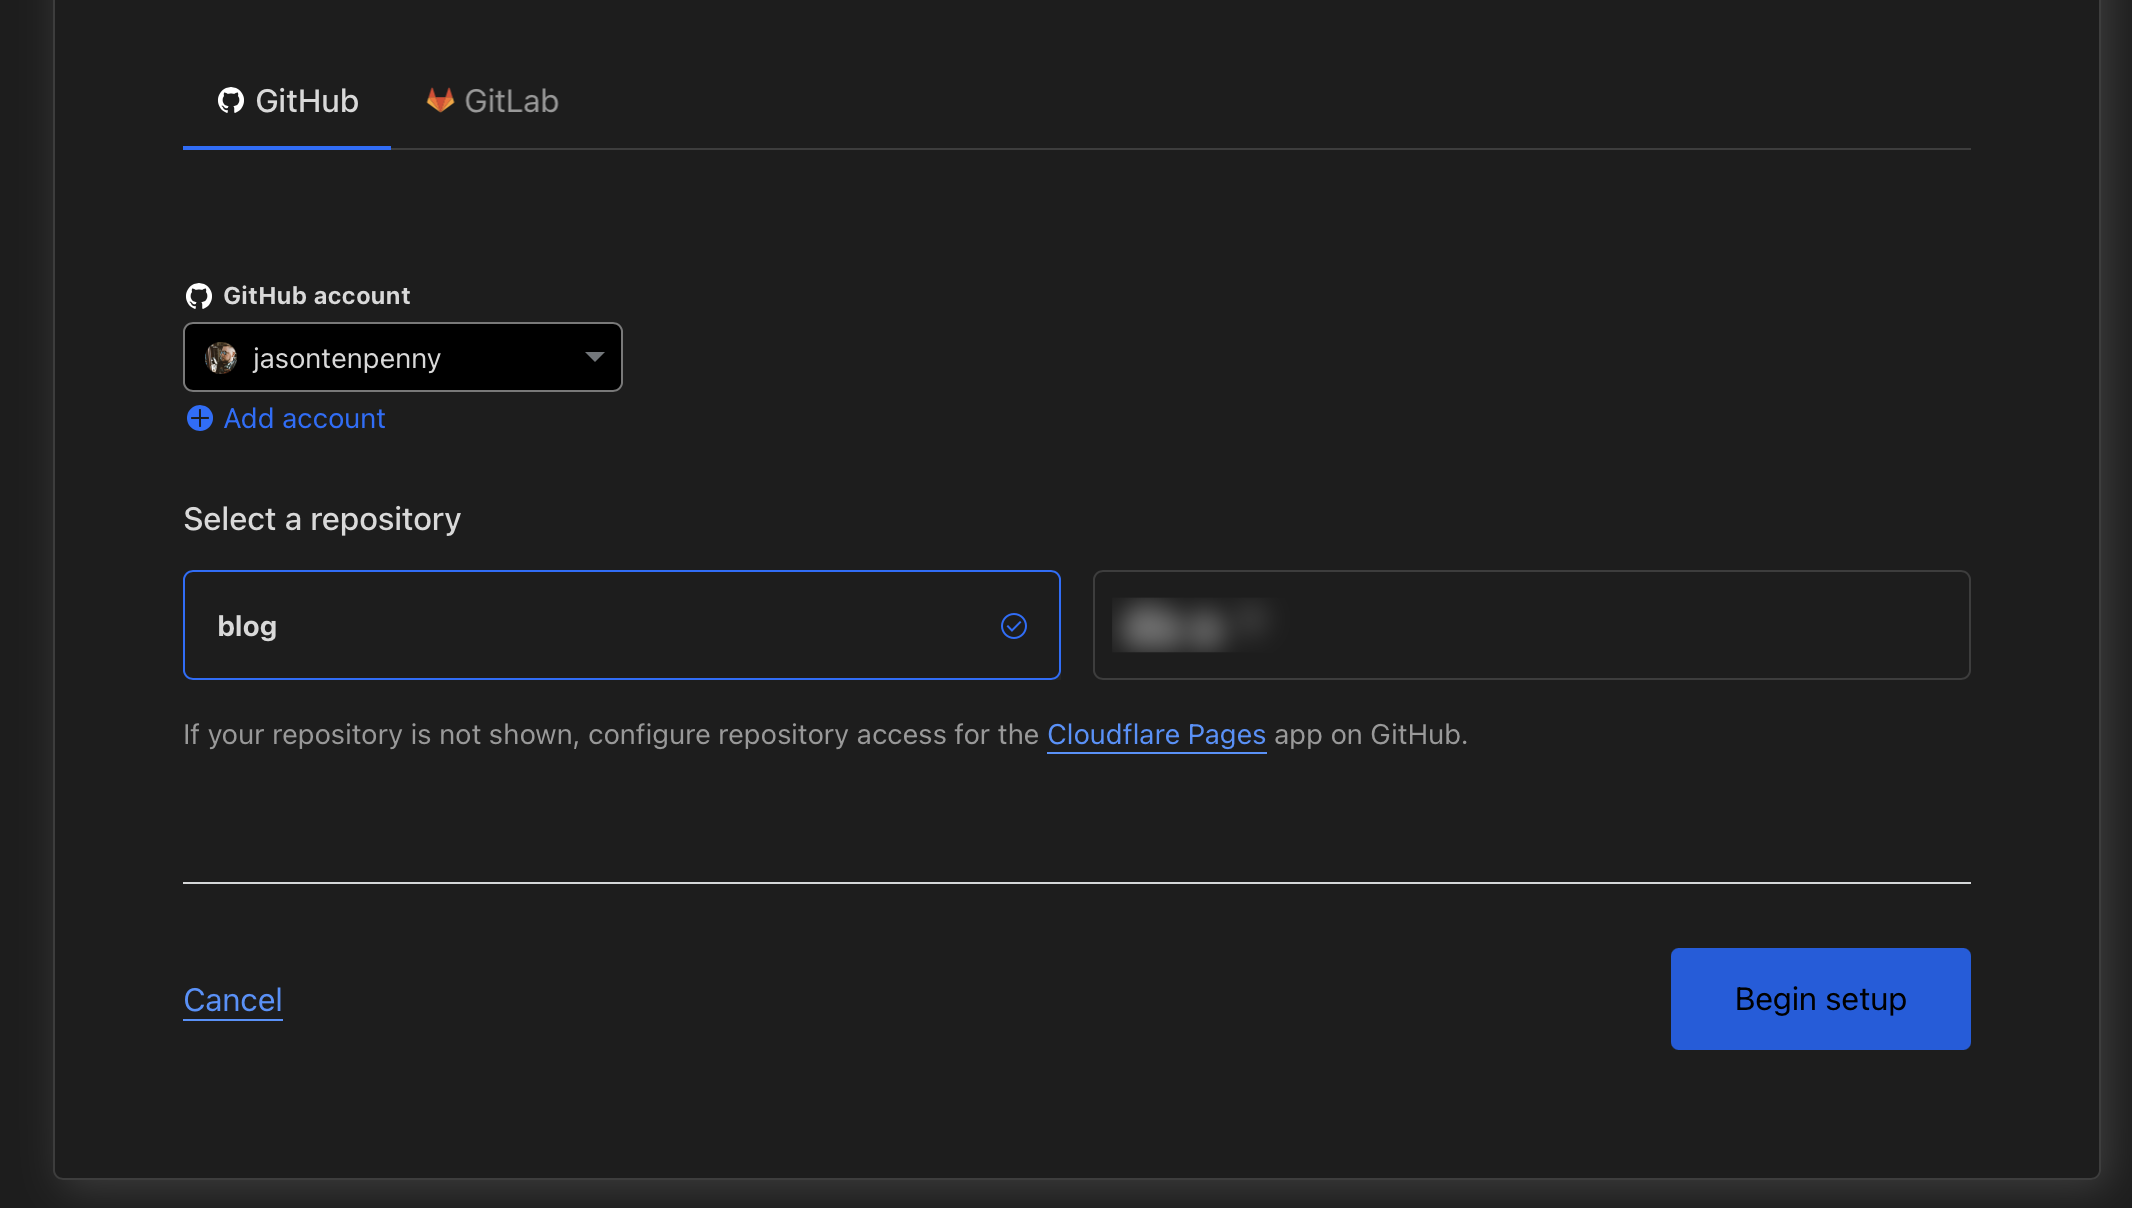 GitHub GitLab
GitHub account
jasontenpenny
Add account
Select a repository
blog
If your repository is not shown, configure repository access for the Cloudflare Pages app on GitHub.
Cancel
Begin setup